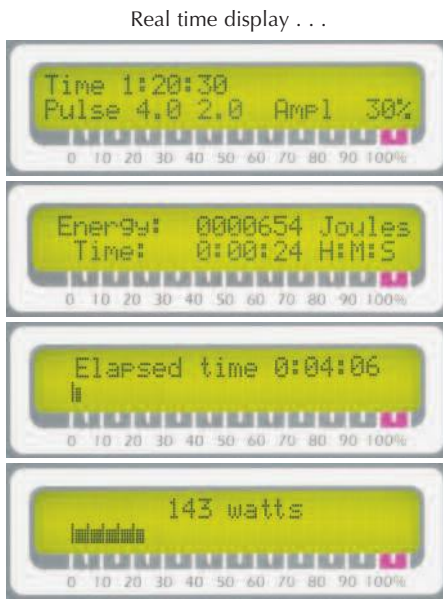 Real time display . . .
Time 1:20:30
Pulse 4.0 2.0 Ampl 30%
0 10 20 30 40 50 60 70 80 90 100%
Energy: 0000654 Joules
Time: 0:00:24 H:M:S
0 10 20 30 40 50 60 70 80 90 100%
Elapsed time 0:04:06
0 10 20 30 40 50 60 70 80 90 100%
143 watts
0 10 20 30 40 50 60 70 80 90 100%